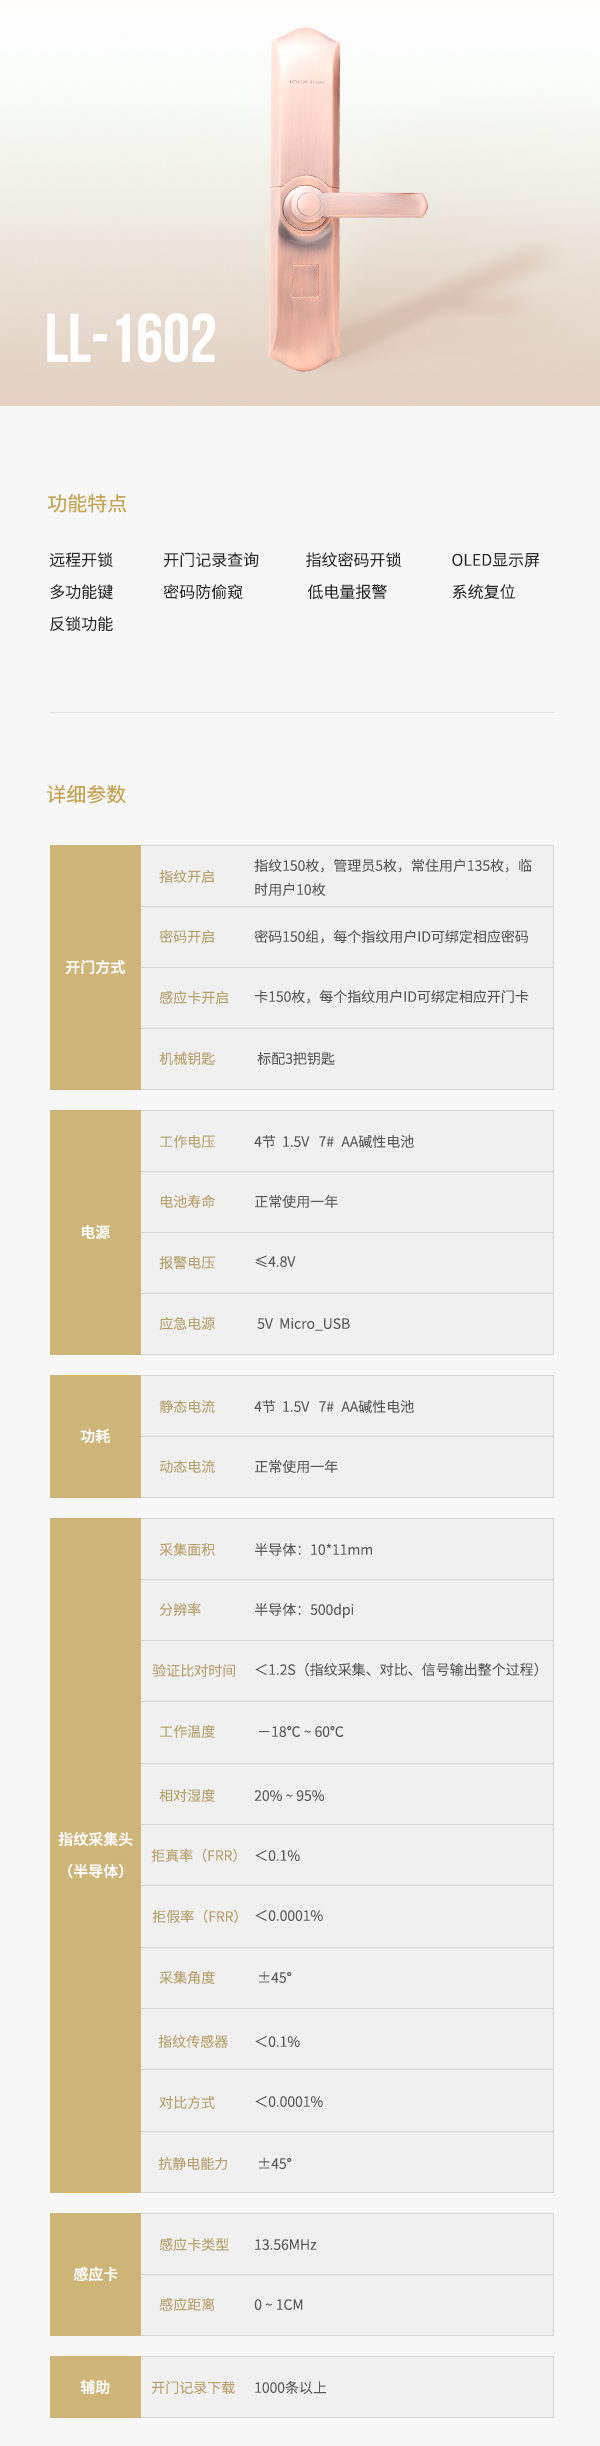 LL-1602
功能特点
远程开锁 开门记录查询 指纹密码开锁 OLED显示屏
多功能键 密码防偷窥 低电量报警 系统复位
反锁功能
详细参数
开门方式
指纹开启 指纹150枚，管理员5枚，常住用户135枚，临
时用户10枚
密码开启 密码150组，每个指纹用户ID可绑定相应密码
感应卡开启 卡150枚，每个指纹用户ID可绑定相应开门卡
机械钥匙 标配3把钥匙
电源
工作电压 4节 1.5V 7# AA碱性电池
电池寿命 正常使用一年
报警电压 ≤4.8V
应急电源 5V Micro_USB
功耗
静态电流 4节 1.5V 7# AA碱性电池
动态电流 正常使用一年
指纹采集头
（半导体）
采集面积 半导体：10*11mm
分辨率 半导体：500dpi
验证比对时间 ＜1.2S（指纹采集、对比、信号输出整个过程）
工作温度 －18℃ ~ 60℃
相对湿度 20% ~ 95%
拒真率（FRR） ＜0.1%
拒假率（FRR） ＜0.0001%
采集角度 ±45°
指纹传感器 ＜0.1%
对比方式 ＜0.0001%
抗静电能力 ±45°
感应卡
感应卡类型 13.56MHz
感应距离 0 ~ 1CM
辅助
开门记录下载 1000条以上